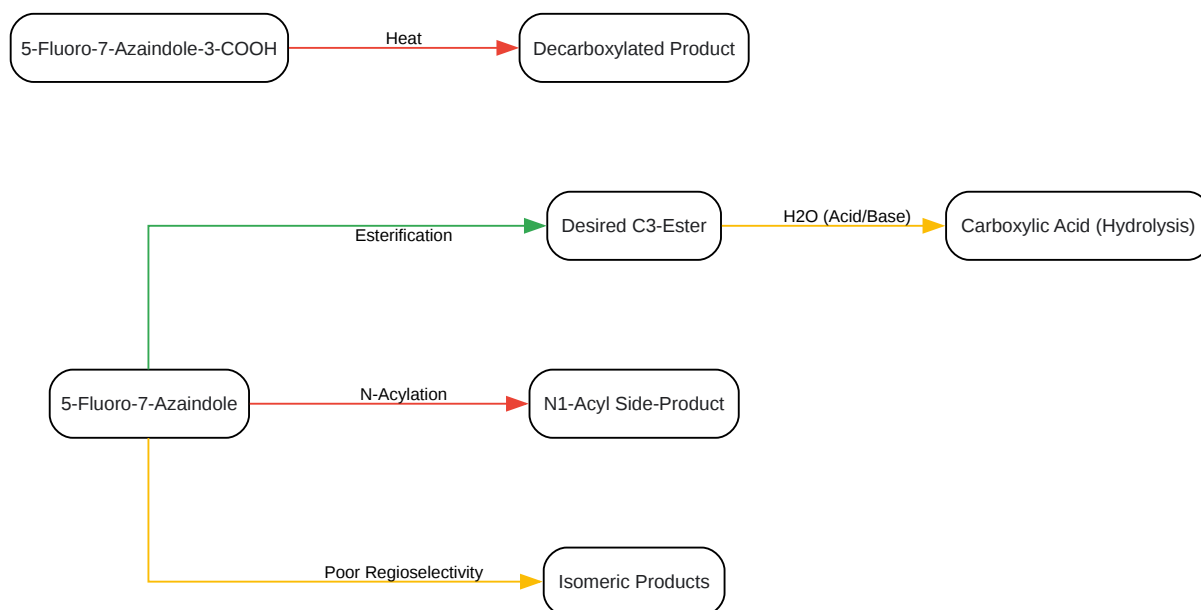 5-Fluoro-7-Azaindole-3-COOH
Heat
Decarboxylated Product
Esterification
Desired C3-Ester
H2O (Acid/Base)
Carboxylic Acid (Hydrolysis)
5-Fluoro-7-Azaindole
N-Acylation
N1-Acyl Side-Product
Poor Regioselectivity
Isomeric Products